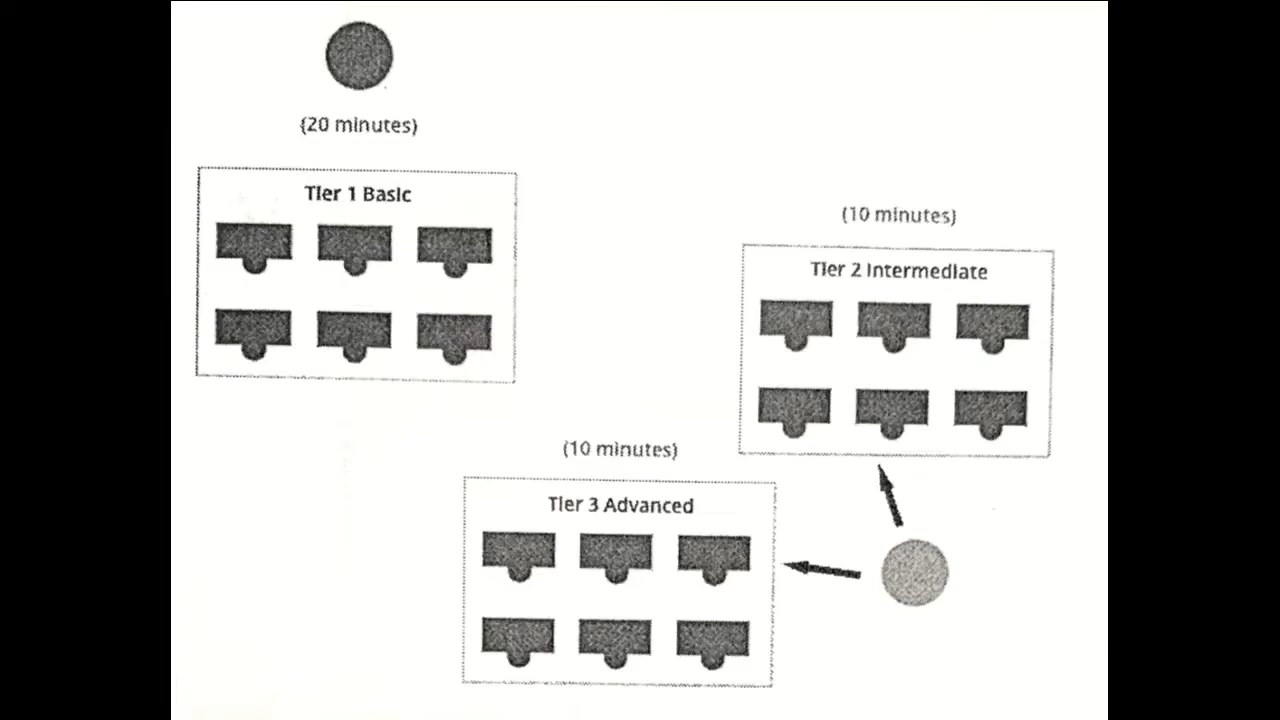 (20 minutes)
Tier 1 Basic
(10 minutes)
Tier 2 Intermediate
(10 minutes)
Tier 3 Advanced